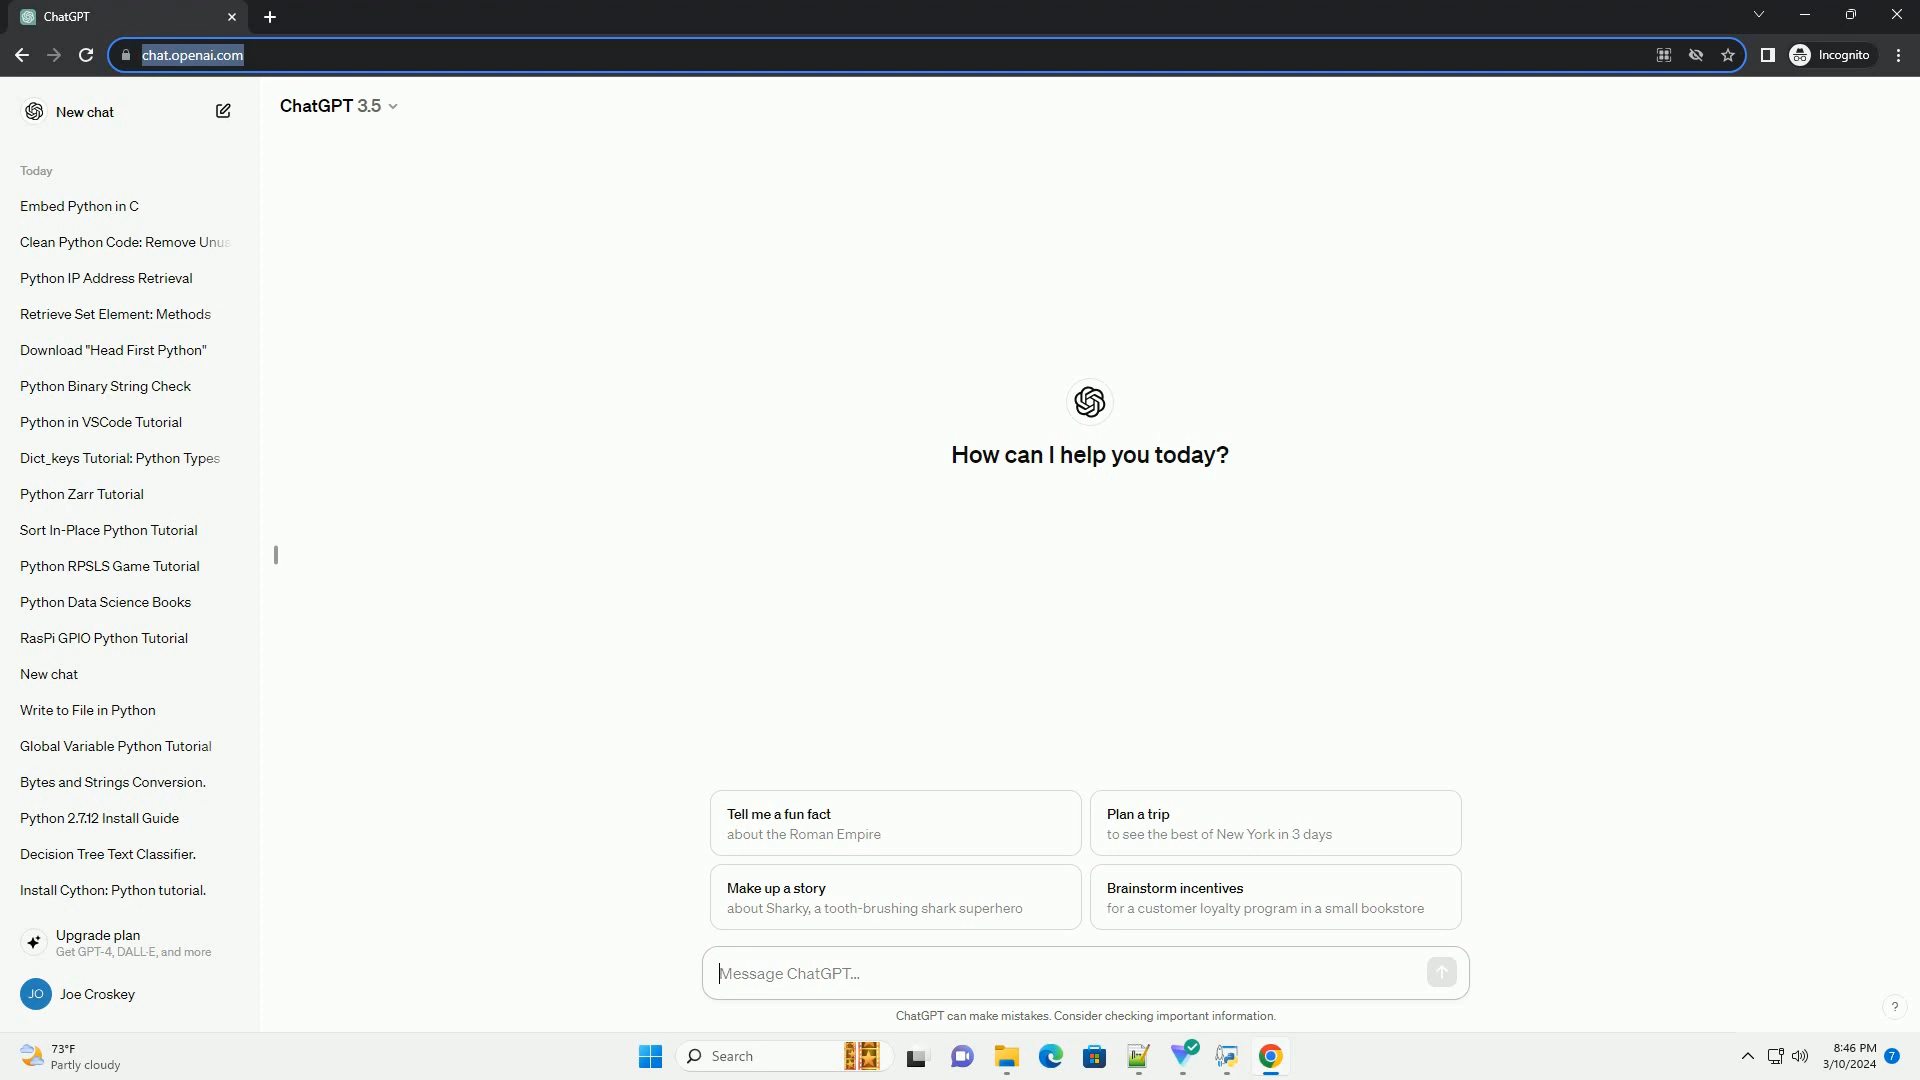 ChatGPT
chat.openai.com
Incognito
New chat
ChatGPT 3.5
Today
Embed Python in C
Clean Python Code: Remove Unus
Python IP Address Retrieval
Retrieve Set Element: Methods
Download "Head First Python"
Python Binary String Check
Python in VSCode Tutorial
Dict_keys Tutorial: Python Types
Python Zarr Tutorial
Sort In-Place Python Tutorial
Python RPSLS Game Tutorial
Python Data Science Books
RasPi GPIO Python Tutorial
New chat
Write to File in Python
Global Variable Python Tutorial
Bytes and Strings Conversion.
Python 2.7.12 Install Guide
Decision Tree Text Classifier.
Install Cython: Python tutorial.
Upgrade plan
Get GPT-4, DALL·E, and more
JO Joe Croskey
How can I help you today?
Tell me a fun fact
about the Roman Empire
Plan a trip
to see the best of New York in 3 days
Make up a story
about Sharky, a tooth-brushing shark superhero
Brainstorm incentives
for a customer loyalty program in a small bookstore
Message ChatGPT...
ChatGPT can make mistakes. Consider checking important information.
?
73°F
Partly cloudy
Search
8:46 PM
3/10/2024
7